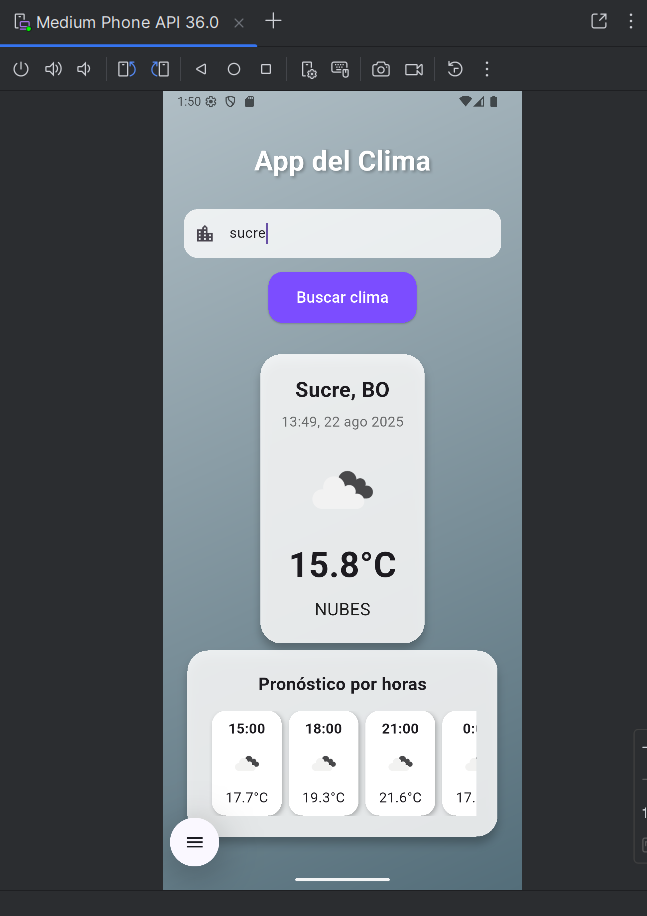 Medium Phone API 36.0
1:50
App del Clima
sucre
Buscar clima
Sucre, BO
13:49, 22 ago 2025
15.8°C
NUBES
Pronóstico por horas
15:00 18:00 21:00 0:
17.7°C 19.3°C 21.6°C 17.